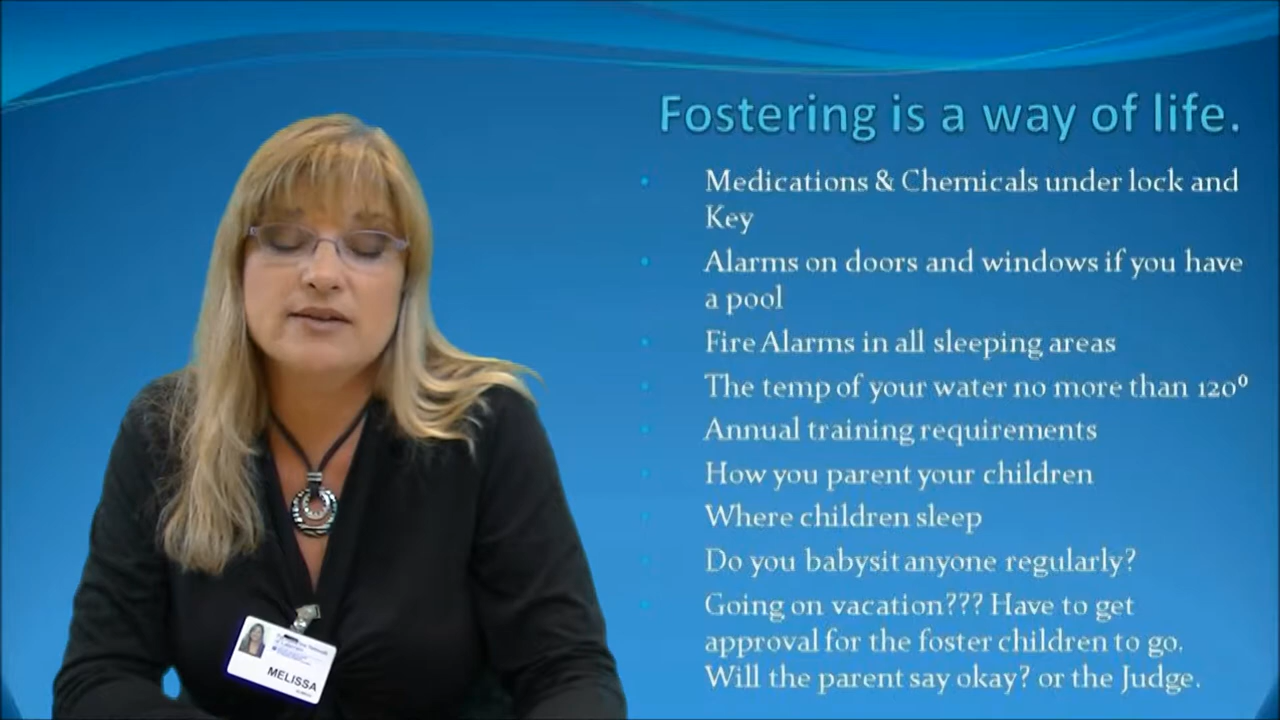 Fostering is a way of life.
Medications & Chemicals under lock and
Key
Alarms on doors and windows if you have
a pool
Fire Alarms in all sleeping areas
The temp of your water no more than 120⁰
Annual training requirements
How you parent your children
Where children sleep
Do you babysit anyone regularly?
Going on vacation??? Have to get
approval for the foster children to go.
Will the parent say okay? or the Judge.
MELISSA